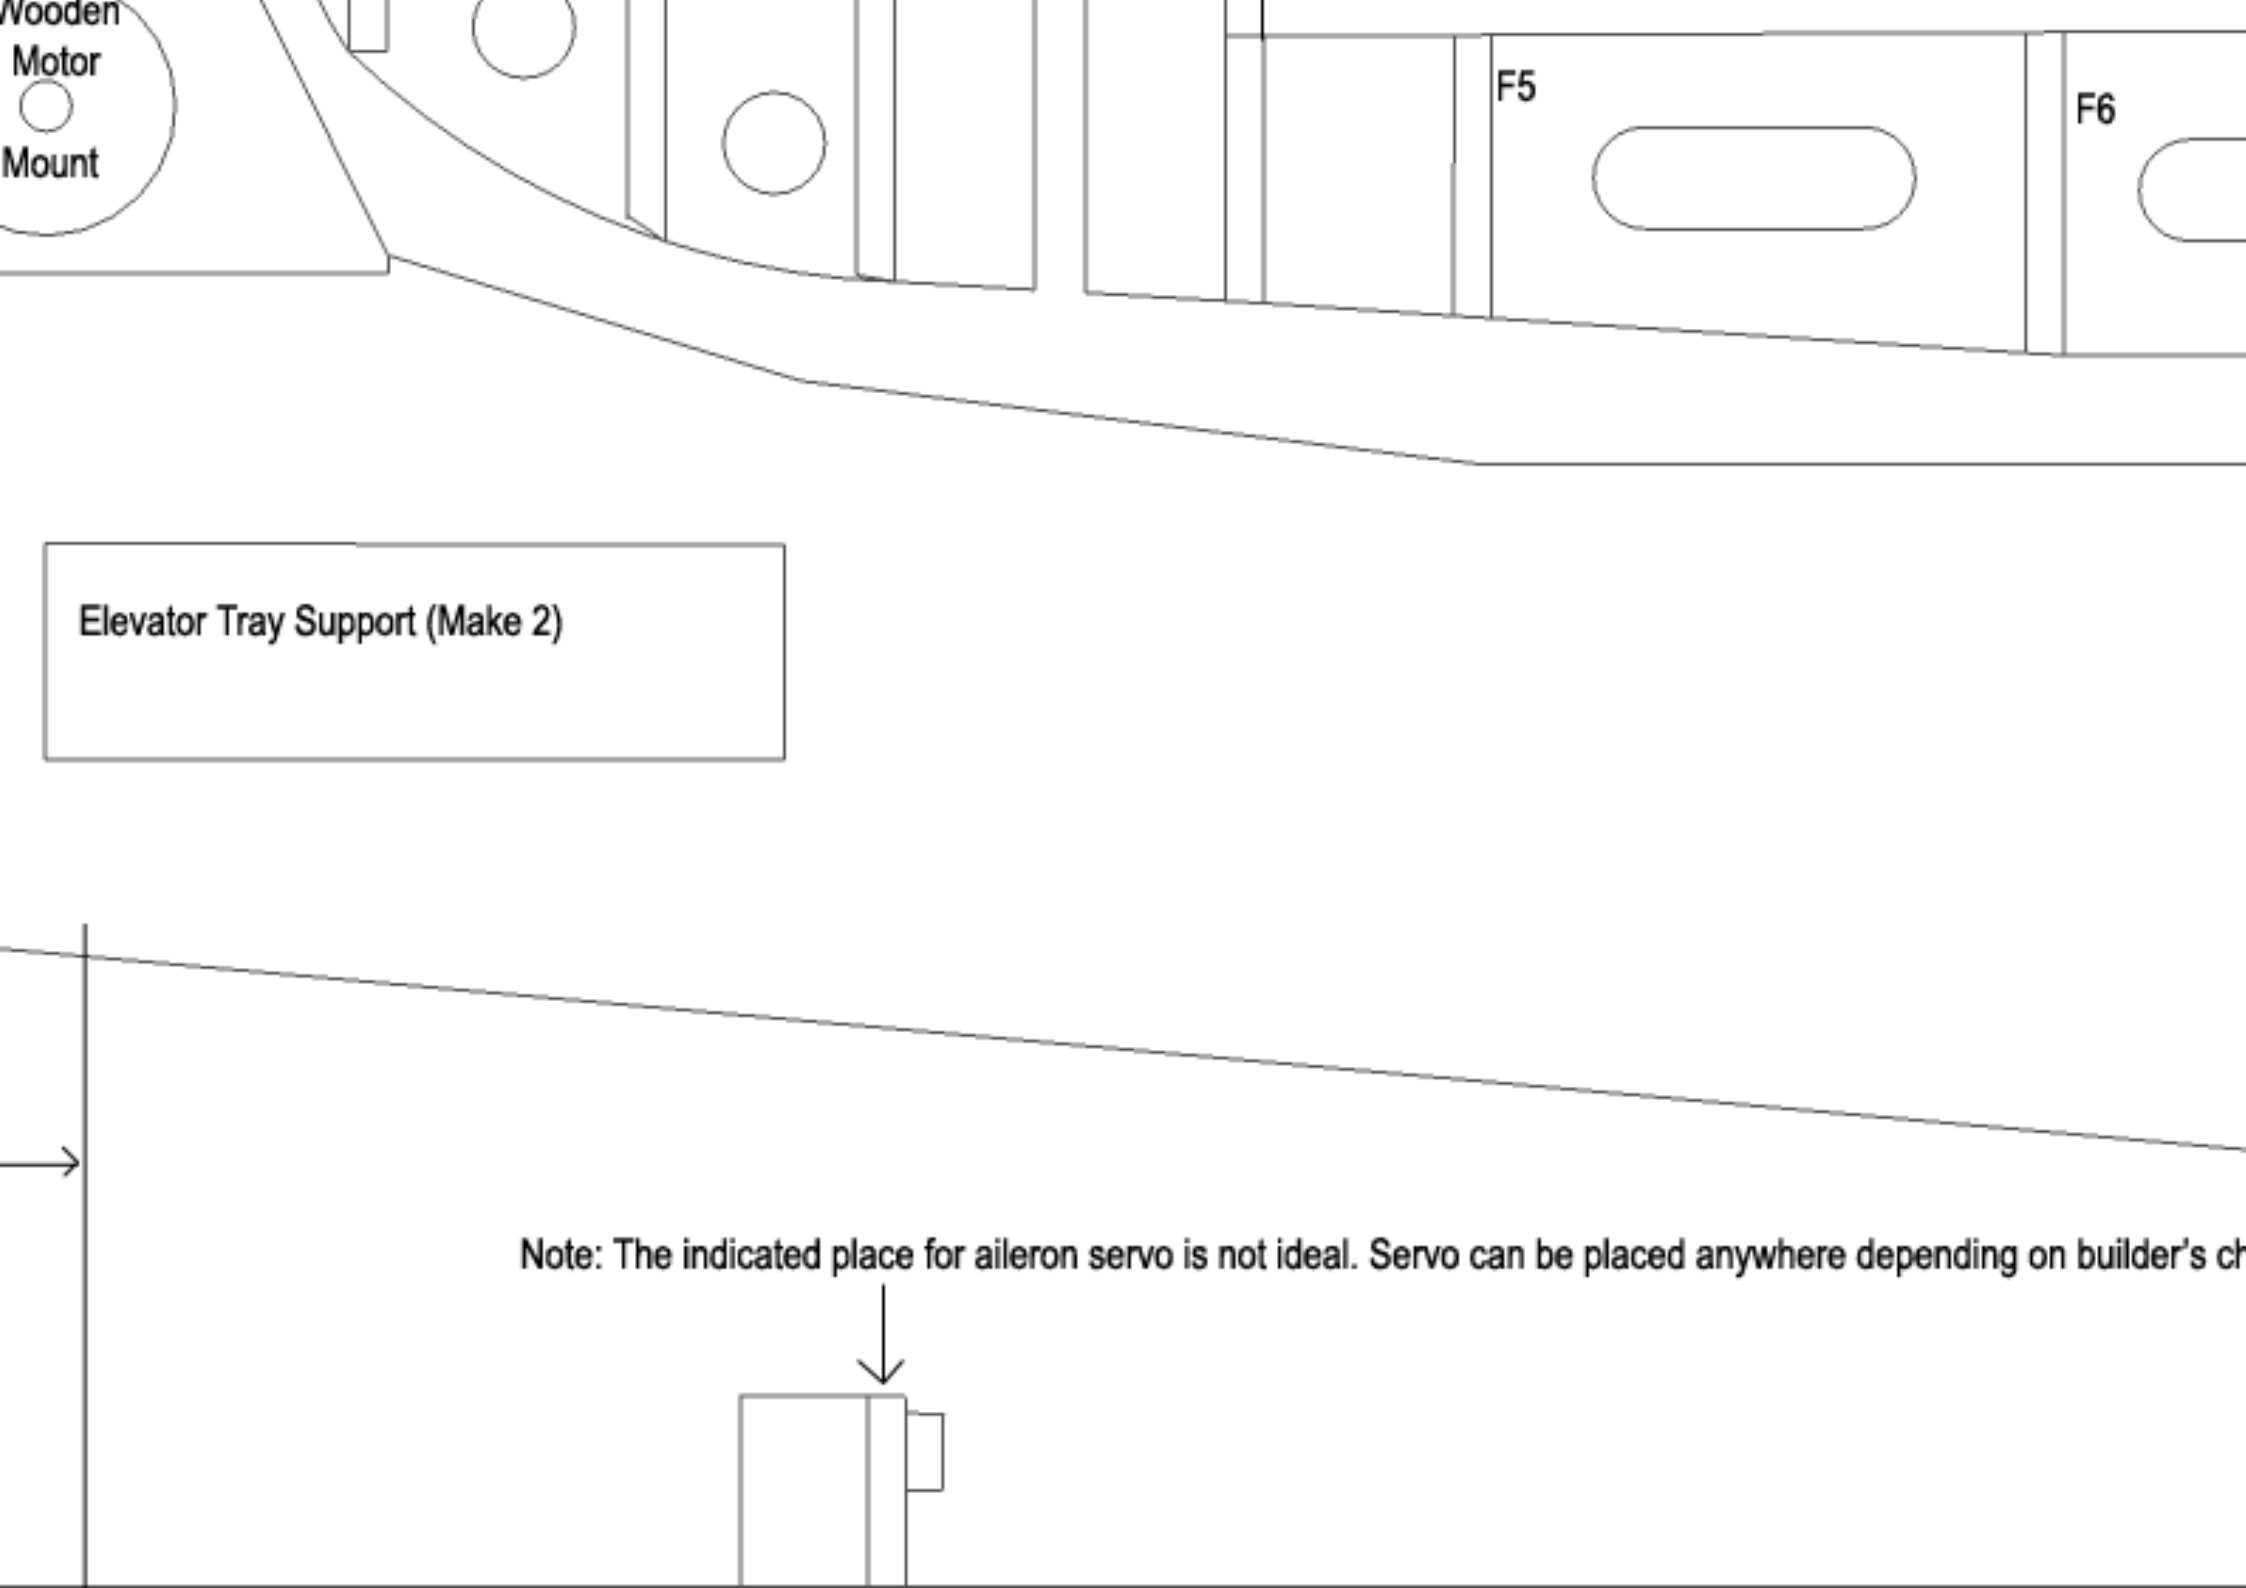 Wooden
Motor
Mount
F5
F6
Elevator Tray Support (Make 2)
Note: The indicated place for aileron servo is not ideal. Servo can be placed anywhere depending on builder's